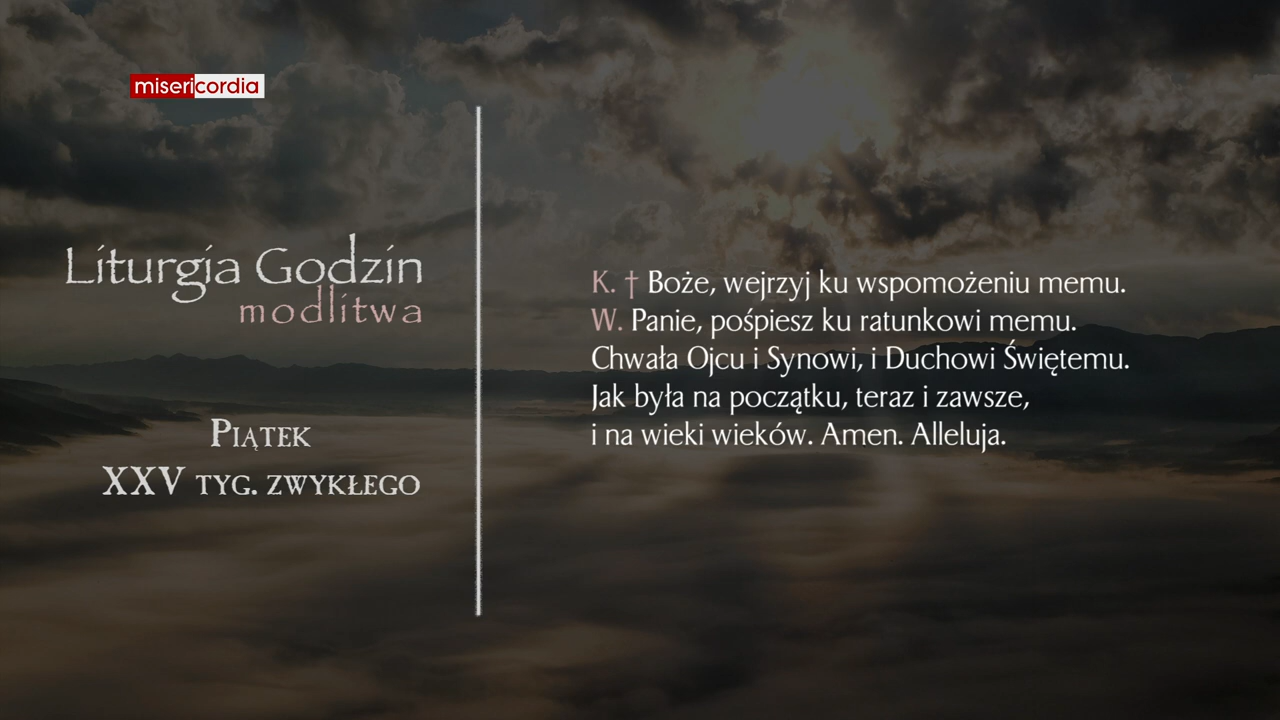 misericordia
Liturgia Godzin
modlitwa
Piątek
XXV tyg. zwykłego
K. † Boże, wejrzyj ku wspomożeniu memu.
W. Panie, pośpiesz ku ratunkowi memu.
Chwała Ojcu i Synowi, i Duchowi Świętemu.
Jak była na początku, teraz i zawsze,
i na wieki wieków. Amen. Alleluja.